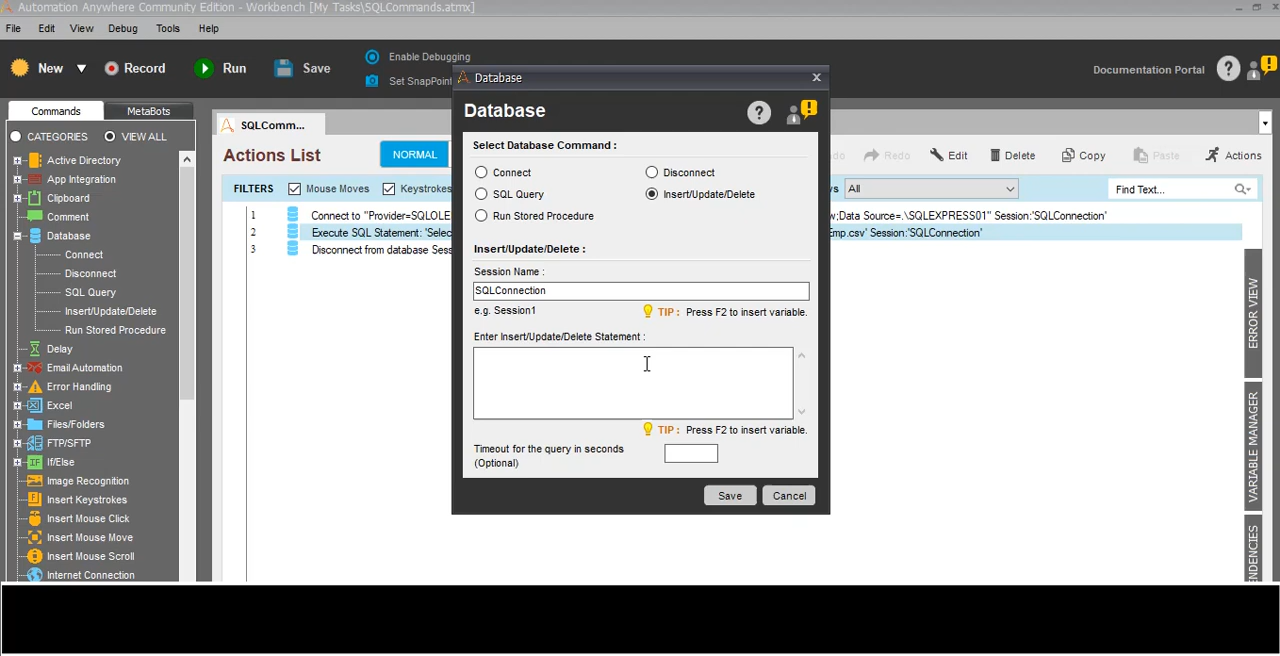 Automation Anywhere Community Edition - Workbench [My Tasks\SQLCommands.atmx]
File Edit View Debug Tools Help
New Record Run Save
Enable Debugging
Set SnapPoint
Documentation Portal
Commands MetaBots
CATEGORIES VIEW ALL
Active Directory
App Integration
Clipboard
Comment
Database
Connect
Disconnect
SQL Query
Insert/Update/Delete
Run Stored Procedure
Delay
Email Automation
Error Handling
Excel
Files/Folders
FTP/SFTP
If/Else
Image Recognition
Insert Keystrokes
Insert Mouse Click
Insert Mouse Move
Insert Mouse Scroll
Internet Connection
SQLComm...
Actions List NORMAL
Redo Edit Delete Copy Paste Actions
FILTERS Mouse Moves Keystrokes All Find Text...
1 Connect to "Provider=SQLOLE w;Data Source=.\SQLEXPRESS01" Session:'SQLConnection'
2 Execute SQL Statement: 'Selec Emp.csv' Session:'SQLConnection'
3 Disconnect from database Sess
Database
Database
Select Database Command :
Connect Disconnect
SQL Query Insert/Update/Delete
Run Stored Procedure
Insert/Update/Delete :
Session Name :
SQLConnection
e.g. Session1 TIP : Press F2 to insert variable.
Enter Insert/Update/Delete Statement :
TIP : Press F2 to insert variable.
Timeout for the query in seconds
(Optional)
Save Cancel
ERROR VIEW
VARIABLE MANAGER
ENDENCIES